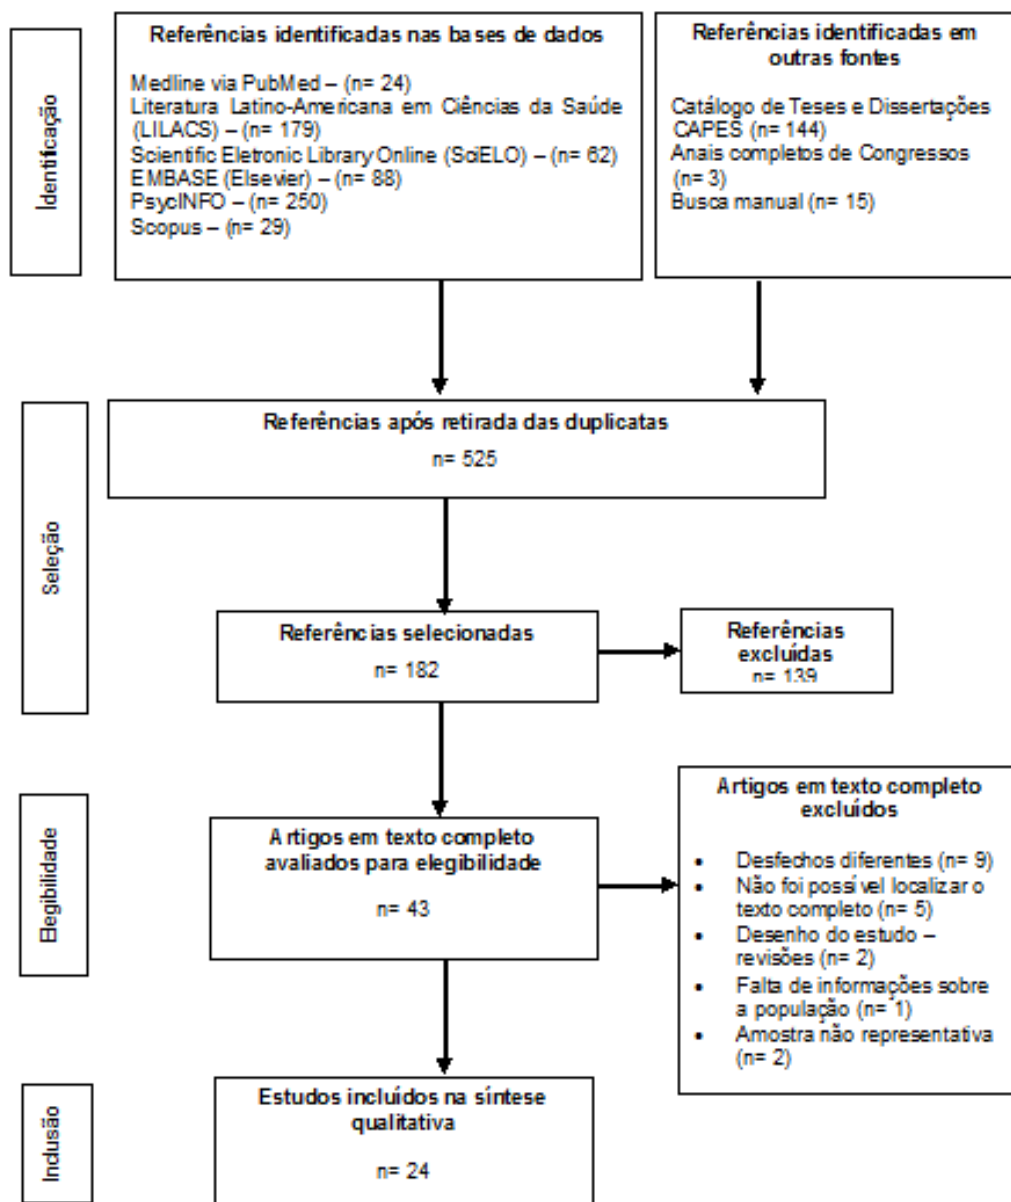 Identificação
Referências identificadas nas bases de dados
Medline via PubMed – (n= 24)
Literatura Latino-Americana em Ciências da Saúde
(LILACS) – (n= 179)
Scientific Eletronic Library Online (SciELO) – (n= 62)
EMBASE (Elsevier) – (n= 88)
PsycINFO – (n= 250)
Scopus – (n= 29)
Referências identificadas em
outras fontes
Catálogo de Teses e Dissertações
CAPES (n= 144)
Anais completos de Congressos
(n= 3)
Busca manual (n= 15)
Seleção
Referências após retirada das duplicatas
n= 525
Referências selecionadas
n= 182
Referências
excluídas
n= 139
Elegibilidade
Artigos em texto completo
avaliados para elegibilidade
n= 43
Artigos em texto completo
excluídos
• Desfechos diferentes (n= 9)
• Não foi possível localizar o
texto completo (n= 5)
• Desenho do estudo –
revisões (n= 2)
• Falta de informações sobre
a população (n= 1)
• Amostra não representativa
(n= 2)
Inclusão
Estudos incluídos na síntese
qualitativa
n= 24